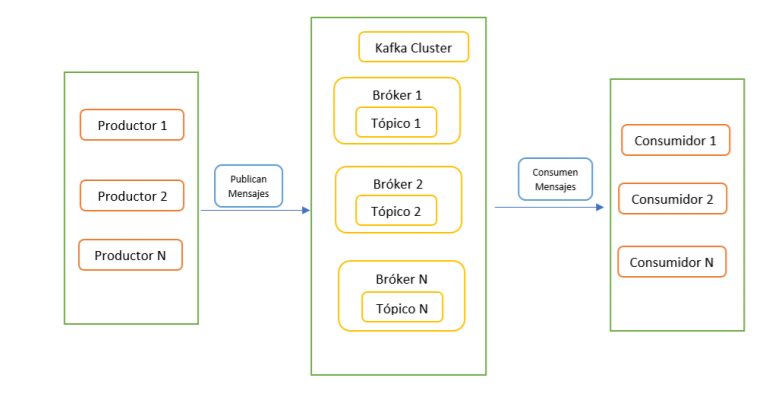 Productor 1
Productor 2
Productor N
Publican
Mensajes
Kafka Cluster
Bróker 1
Tópico 1
Bróker 2
Tópico 2
Bróker N
Tópico N
Consumen
Mensajes
Consumidor 1
Consumidor 2
Consumidor N